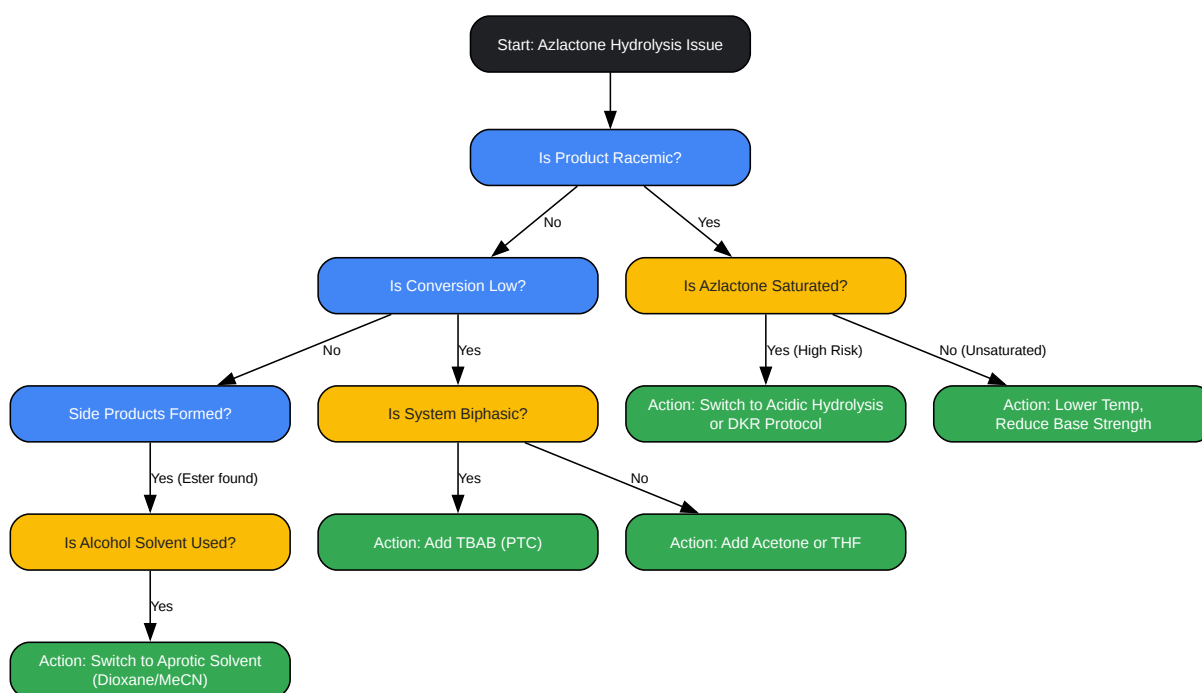 Start: Azlactone Hydrolysis Issue
Is Product Racemic?
No
Yes
Is Conversion Low?
Is Azlactone Saturated?
No
Yes
Yes (High Risk)
No (Unsaturated)
Side Products Formed?
Is System Biphasic?
Action: Switch to Acidic Hydrolysis
or DKR Protocol
Action: Lower Temp,
Reduce Base Strength
Yes (Ester found)
Yes
No
Is Alcohol Solvent Used?
Action: Add TBAB (PTC)
Action: Add Acetone or THF
Yes
Action: Switch to Aprotic Solvent
(Dioxane/MeCN)